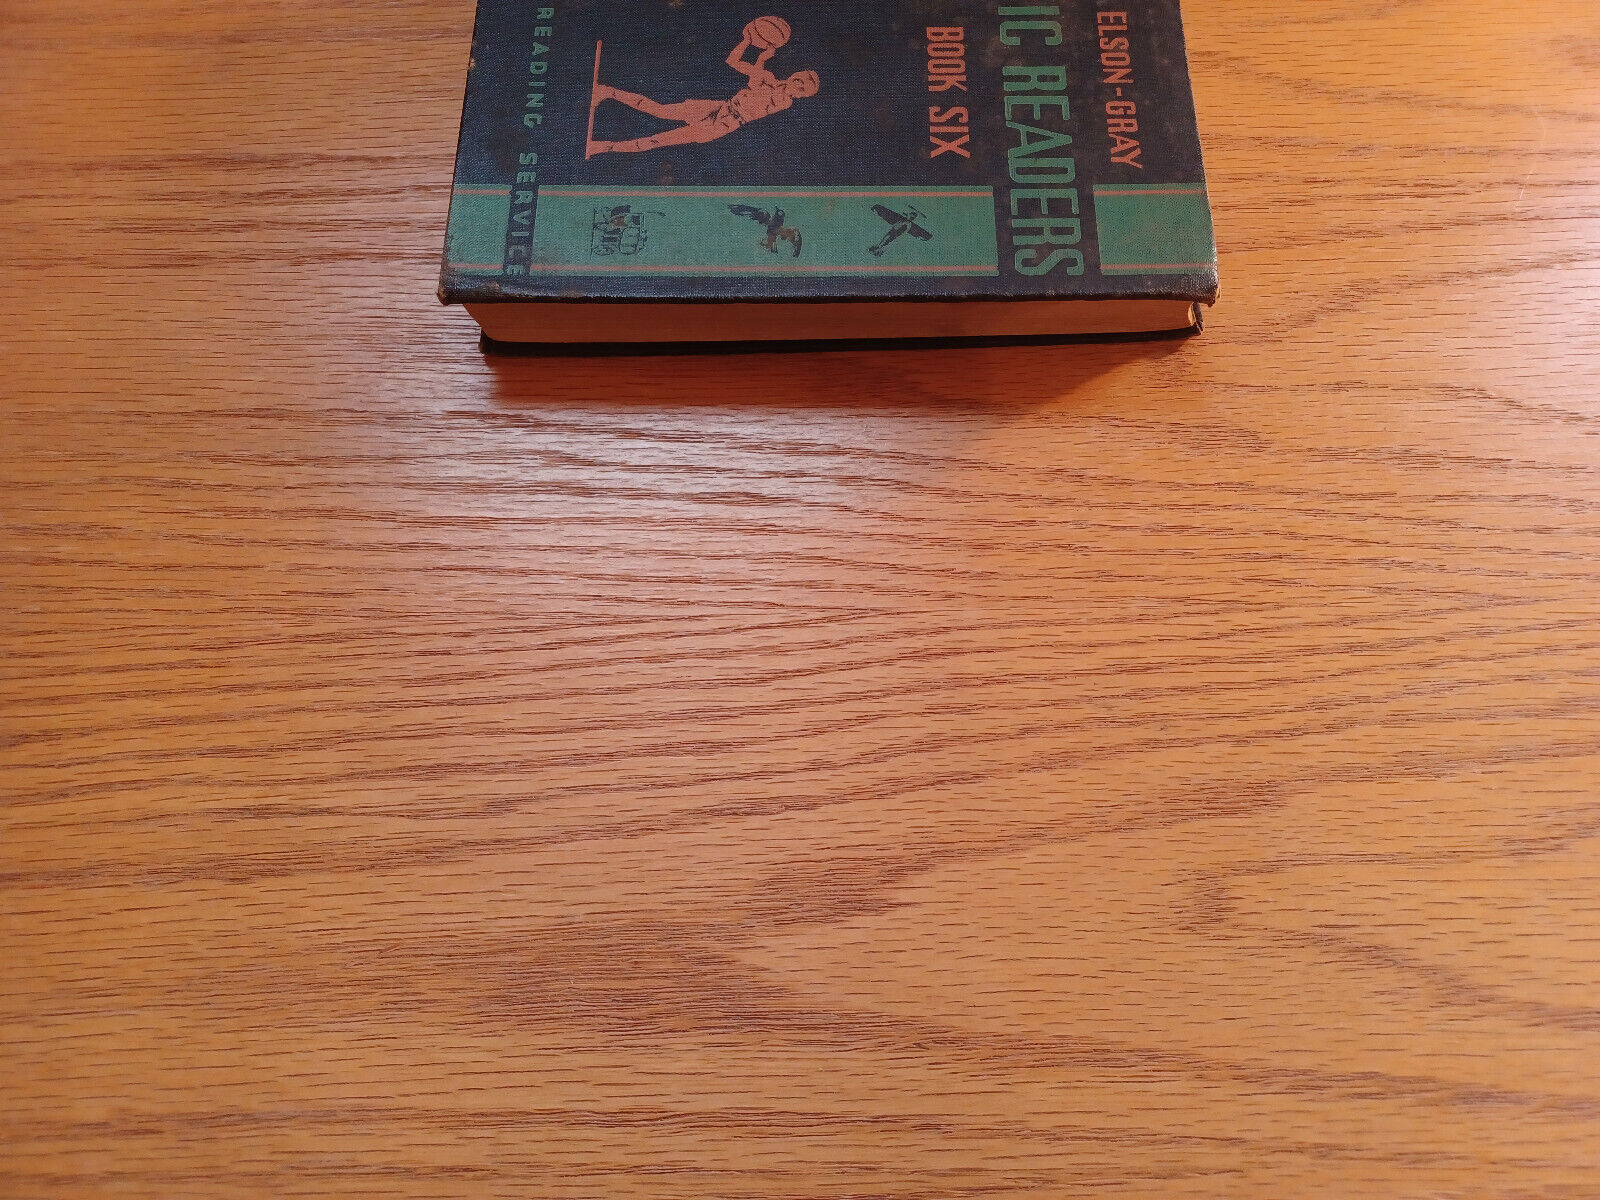 ELSON-GRAY
IC READERS
BOOK SIX
READING SERVICE